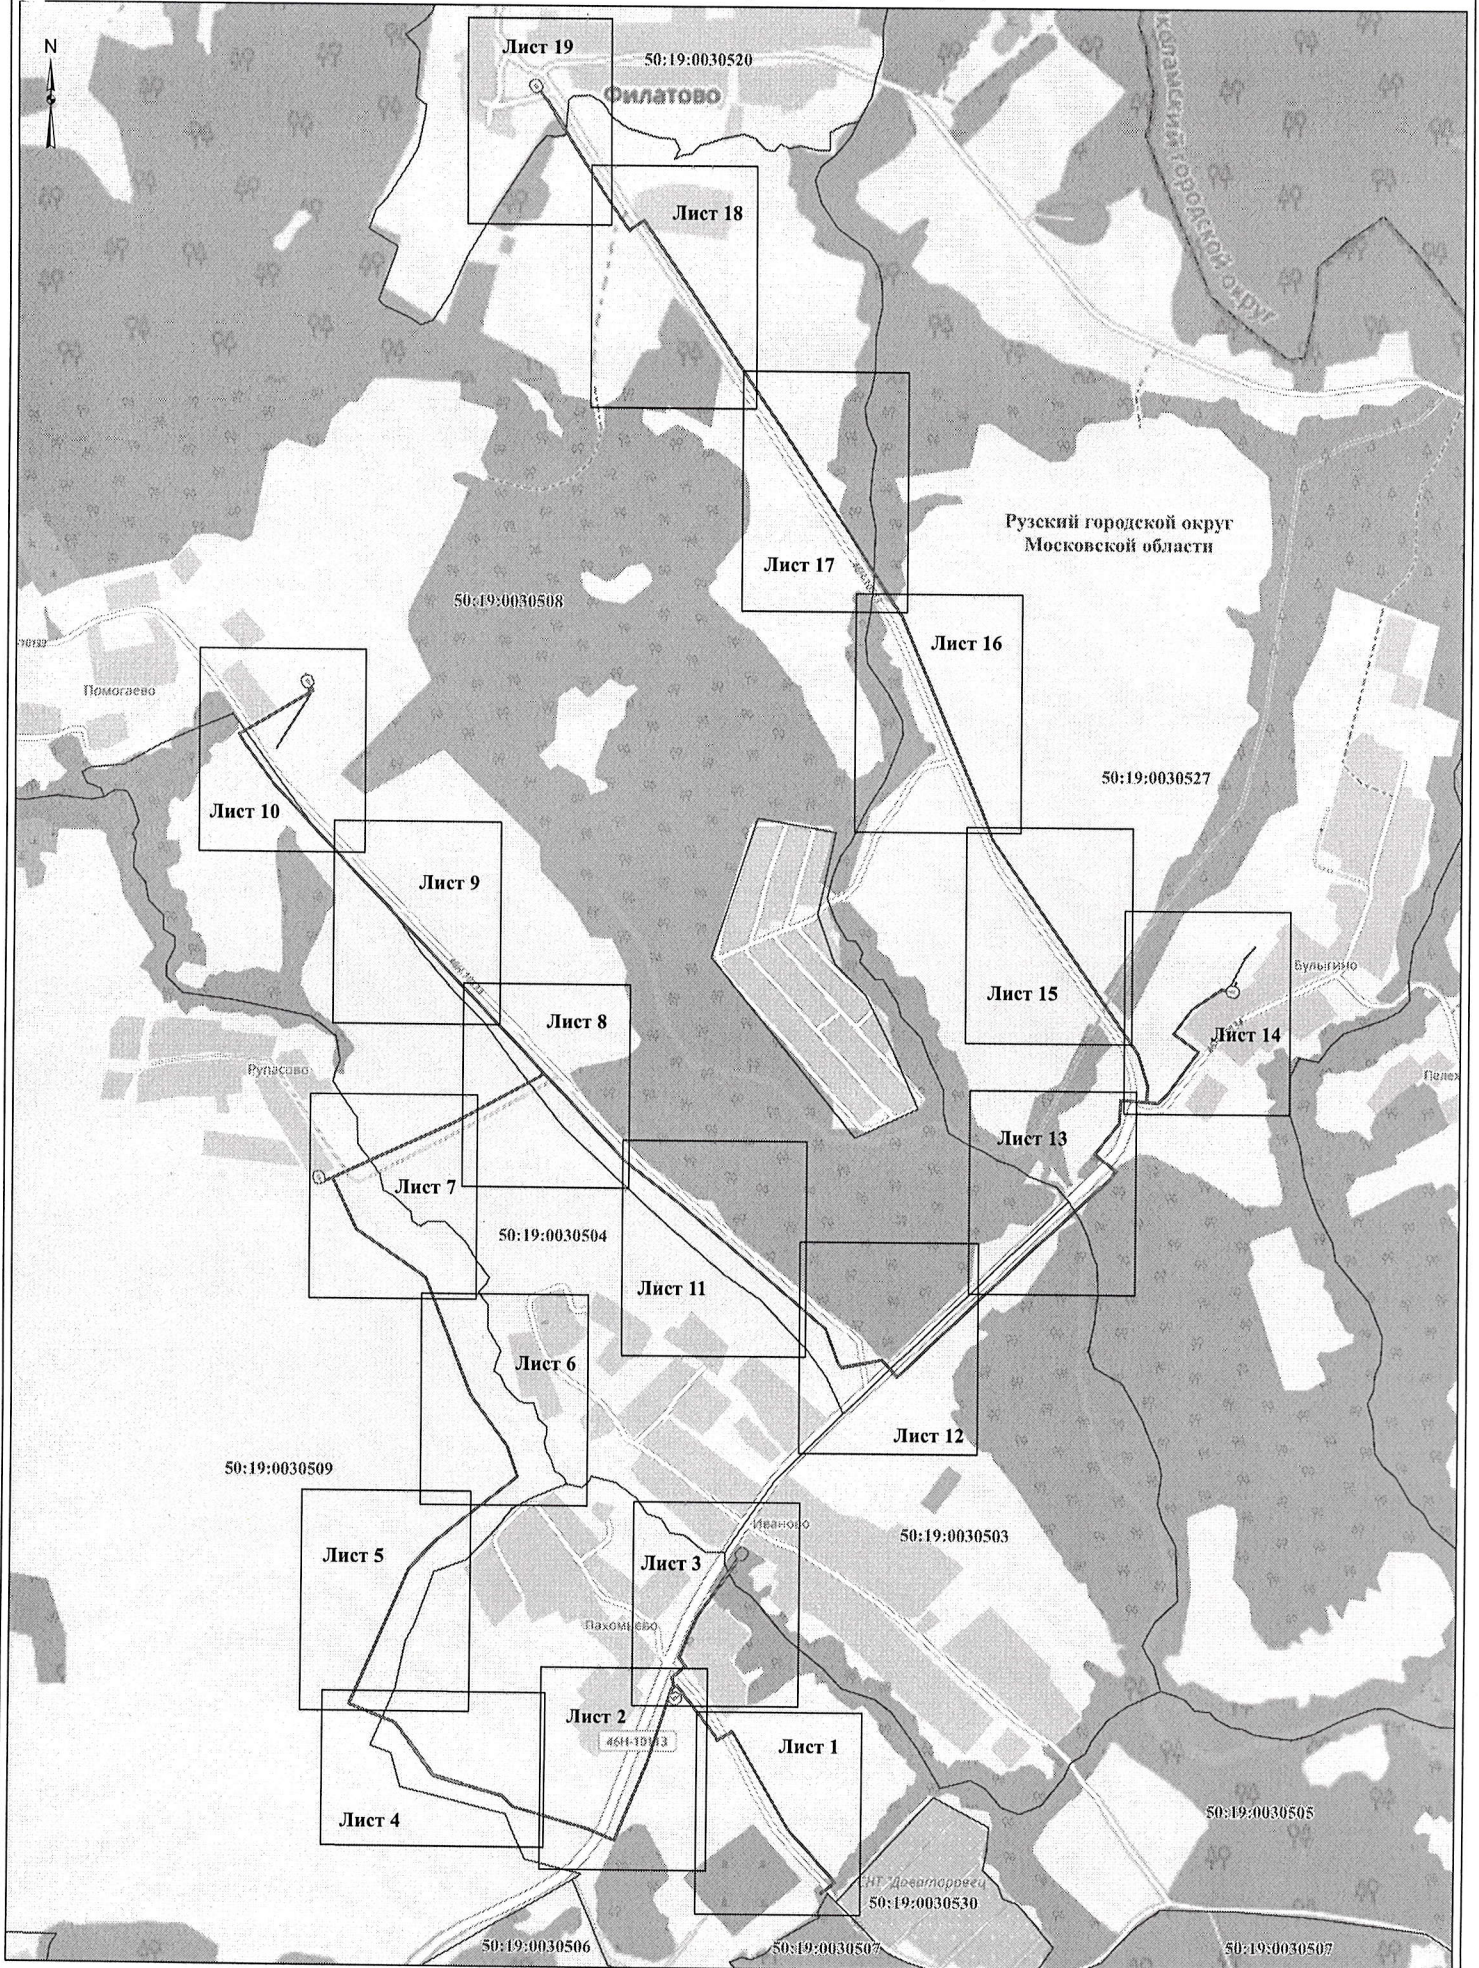 N
Лист 19
50:19:0030520
Филатово
Лист 18
городской округ
Рузский городской округ
Московской области
Лист 17
50:19:0030508
Лист 16
Помогаево
50:19:0030527
Лист 10
Лист 9
Булыгино
Лист 15
Лист 8
Лист 14
Рупасово
Лист 13
Лист 7
50:19:0030504
Лист 11
Лист 6
Лист 12
50:19:0030509
Иваново
50:19:0030503
Лист 5
Лист 3
Пахомьево
Лист 2
46Н-10113
Лист 1
50:19:0030505
Лист 4
СНТ "Доваторовец
50:19:0030530
50:19:0030506
50:19:0030507
50:19:0030507